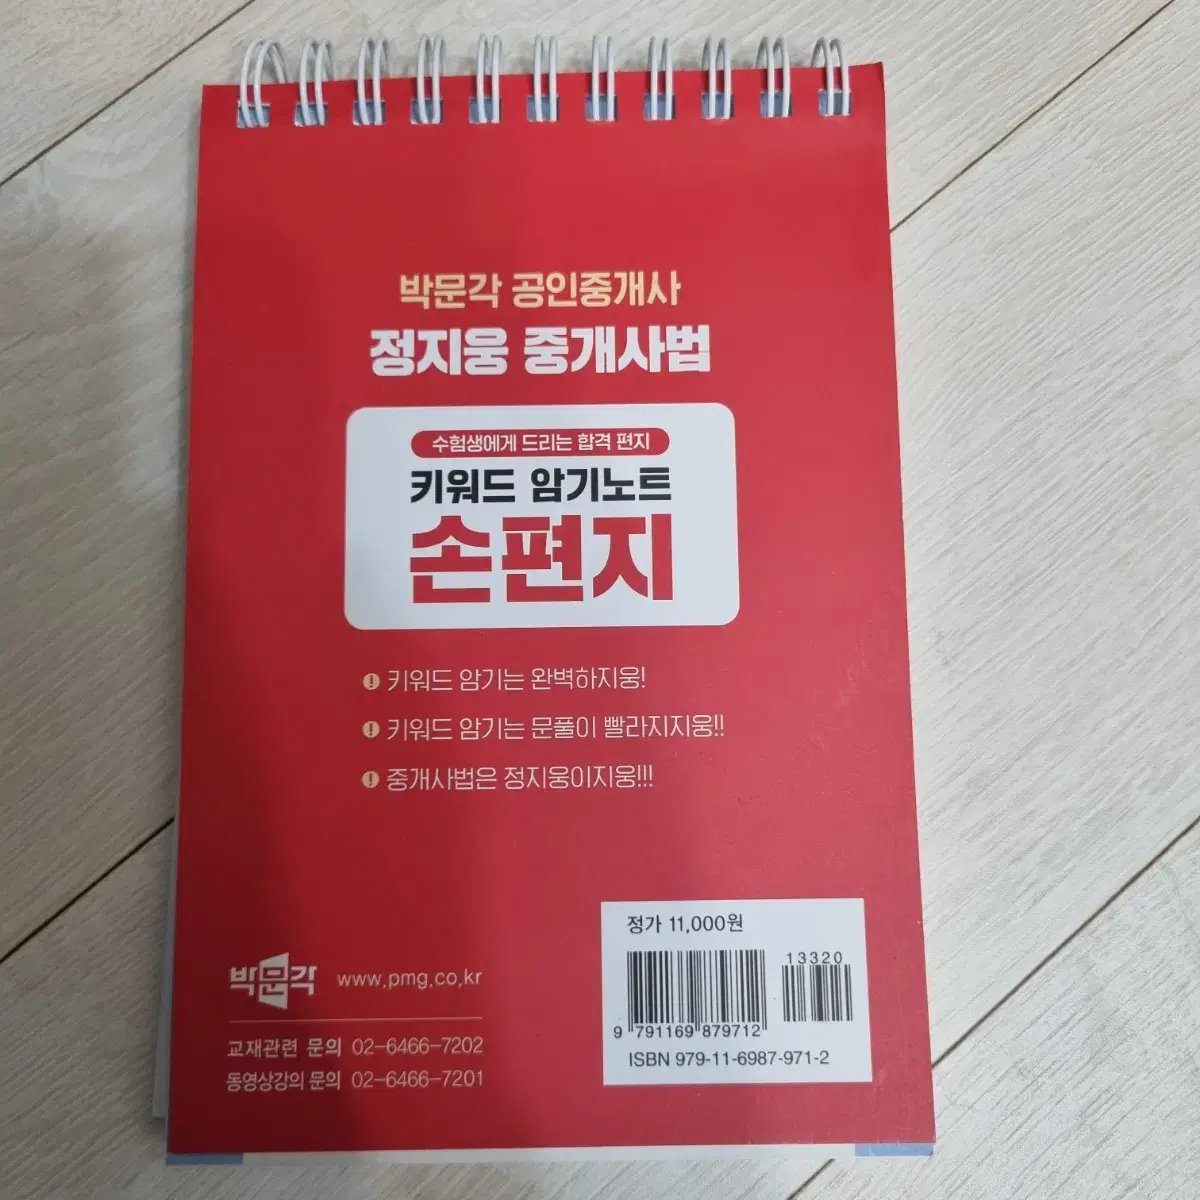 박문각 공인중개사
정지웅 중개사법
수험생에게 드리는 합격 편지
키워드 암기노트
손편지
키워드 암기는 완벽하지웅!
키워드 암기는 문풀이 빨라지지웅!!
중개사법은 정지웅이지웅!!!
정가 11,000원
13320
9 791169 879712
ISBN 979-11-6987-971-2
박문각 www.pmg.co.kr
교재관련 문의 02-6466-7202
동영상강의 문의 02-6466-7201